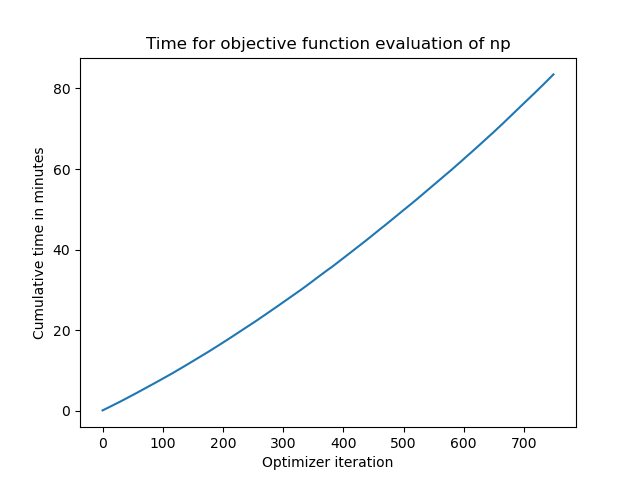 Time for objective function evaluation of np
Cumulative time in minutes
80
60
40
20
0
0 100 200 300 400 500 600 700
Optimizer iteration